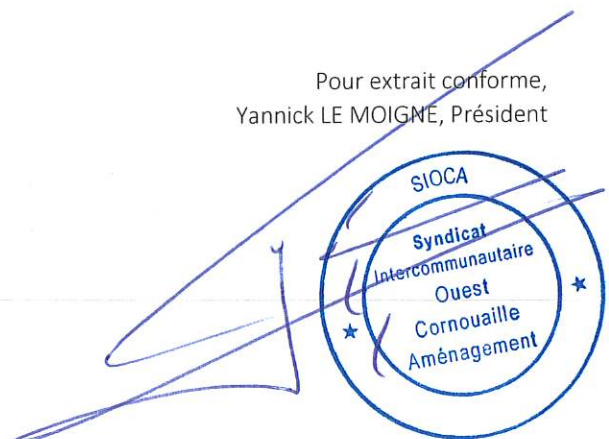 Pour extrait conforme,
Yannick LE MOIGNE, Président
SIOCA
Syndicat
Intercommunautaire
Ouest
Cornouaille
Aménagement